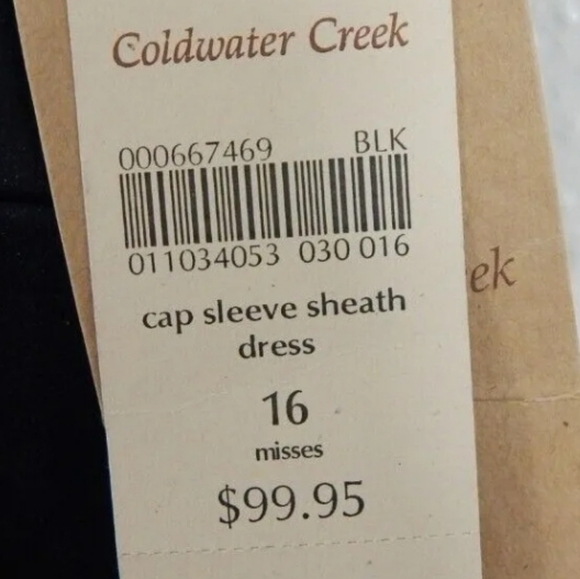 Coldwater Creek
000667469 BLK
011034053 030 016
cap sleeve sheath
dress
16
misses
$99.95
ek